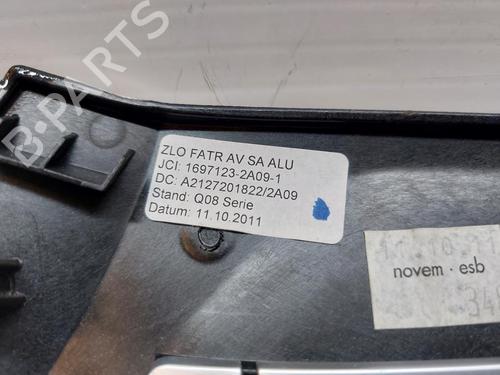 B-PARTS
ZLO FATR AV SA ALU
JCI: 1697123-2A09-1
DC: A2127201822/2A09
Stand: Q08 Serie
Datum: 11.10.2011
novem · esb